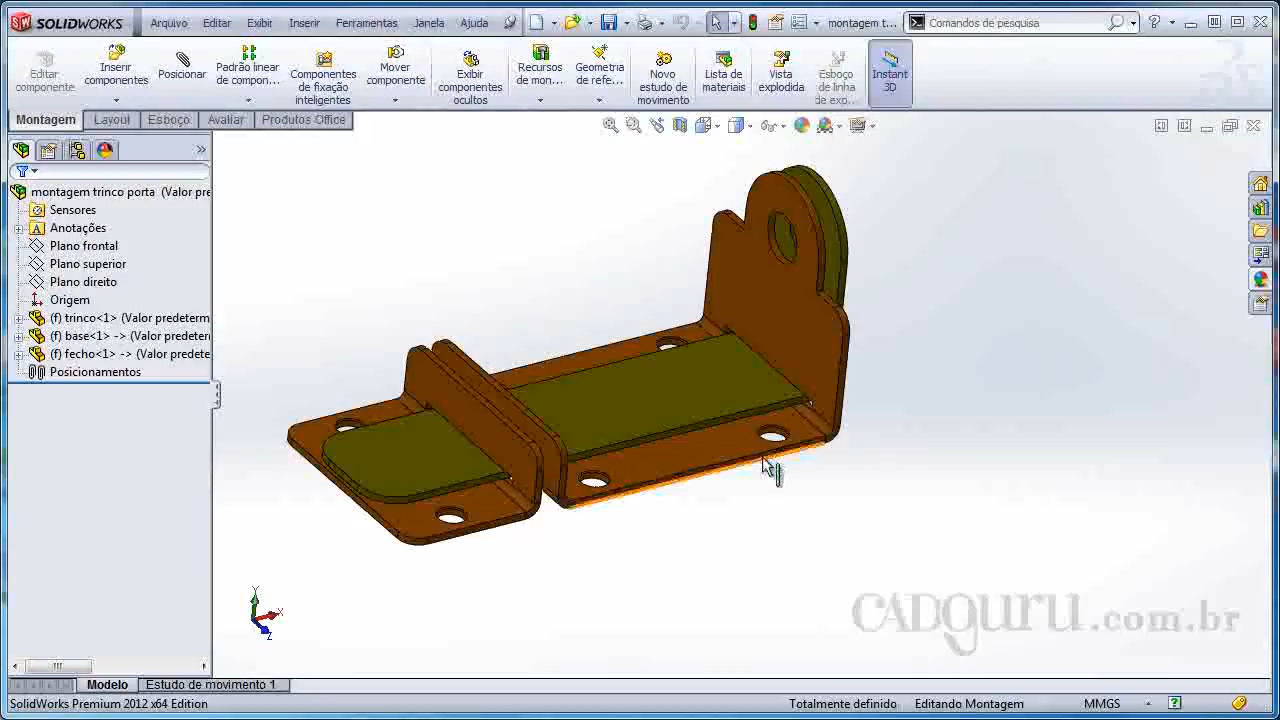 SOLIDWORKS
Arquivo Editar Exibit Inserir Ferramentas Janela Ajuda
montagem t...
Comandos de pesquisa
Editar componente
Inserir componentes
Posicionar
Padrão linear de compon...
Componentes de fixação inteligentes
Mover componente
Exibir componentes ocultos
Recursos de mon...
Geometria de refe...
Novo estudo de movimento
Lista de materiais
Vista explodida
Esboço de linha de exp...
Instant 3D
Montagem Layout Esboço Avaliar Produtos Office
montagem trinco porta (Valor pre
Sensores
Anotações
Plano frontal
Plano superior
Plano direito
Origem
(f) trinco<1> (Valor predeterm
(f) base<1> -> (Valor predetern
(f) fecho<1> -> (Valor predete
Posicionamentos
Y
X
Z
CADguru.com.br
Modelo Estudo de movimento 1
SolidWorks Premium 2012 x64 Edition
Totalmente definido Editando Montagem MMGS